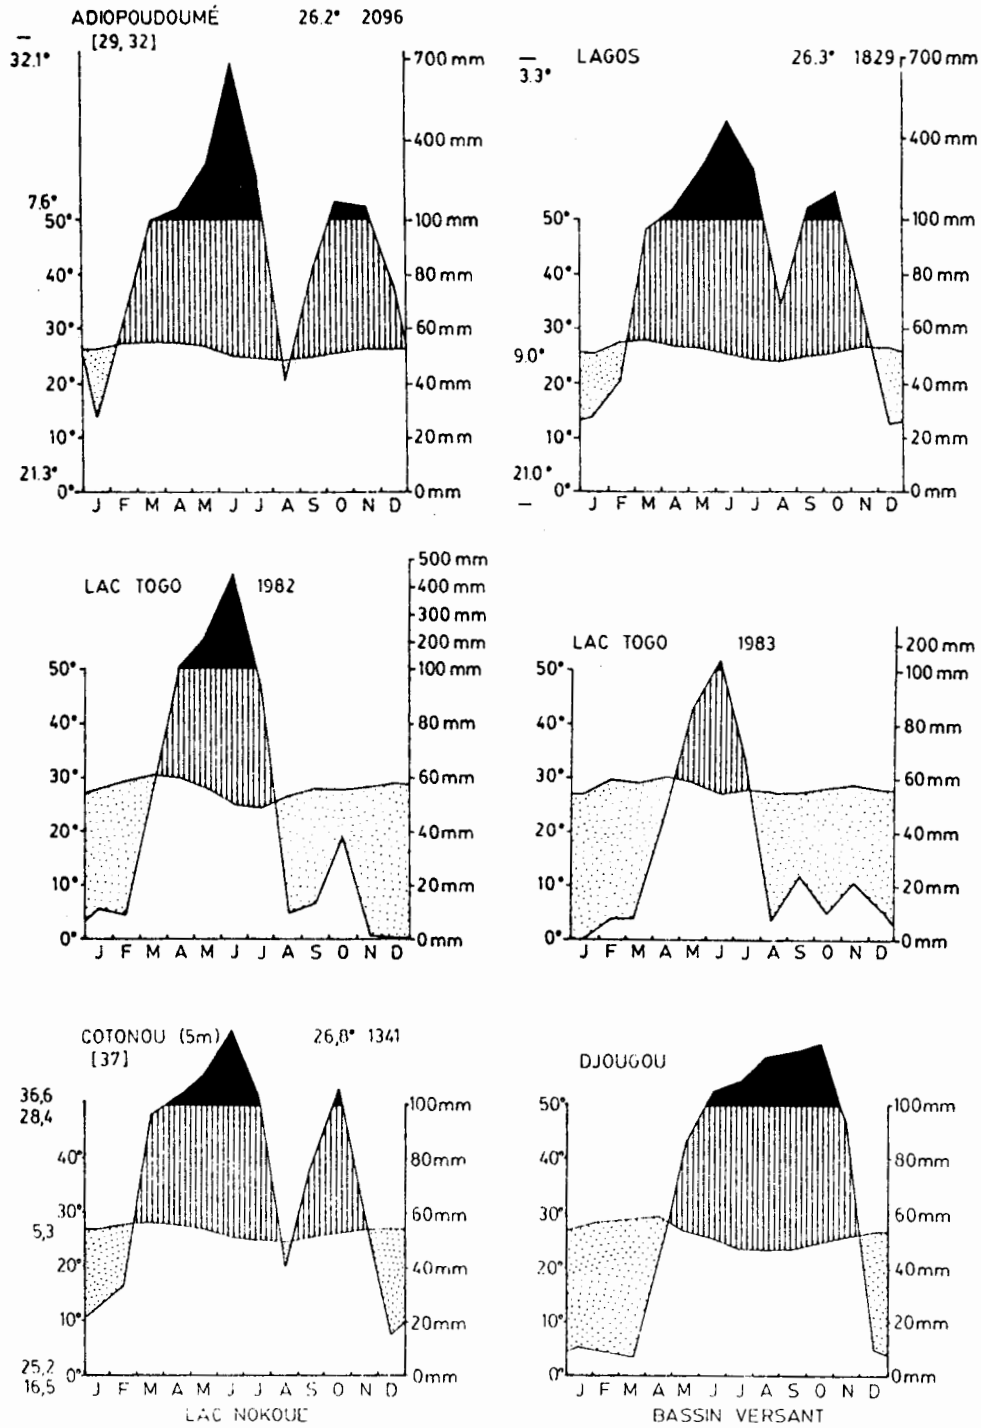 ADIOPOUDOUMÉ 26.2° 2096
[29, 32]
–
32.1°
7.6°
50°
40°
30°
20°
10°
21.3°
0°
700 mm
400 mm
100 mm
80 mm
60 mm
40 mm
20 mm
0 mm
J F M A M J J A S O N D
LAGOS 26.3° 1829
–
3.3°
50°
40°
30°
9.0°
20°
10°
21.0°
0°
–
700 mm
400 mm
100 mm
80 mm
60 mm
40 mm
20 mm
0 mm
J F M A M J J A S O N D
LAC TOGO 1982
50°
40°
30°
20°
10°
0°
500 mm
400 mm
300 mm
200 mm
100 mm
80 mm
60 mm
40 mm
20 mm
0 mm
J F M A M J J A S O N D
LAC TOGO 1983
50°
40°
30°
20°
10°
0°
200 mm
100 mm
80 mm
60 mm
40 mm
20 mm
0 mm
J F M A M J J A S O N D
COTONOU (5m) 26,8° 1341
[37]
36,6
28,4
40°
30°
5,3
20°
10°
25,2
16,5
0°
100mm
80mm
60mm
40mm
20mm
0mm
J F M A M J J A S O N D
LAC NOKOUE
DJOUGOU
50°
40°
30°
20°
10°
0°
100mm
80mm
60mm
40mm
20mm
0mm
J F M A M J J A S O N D
BASSIN VERSANT